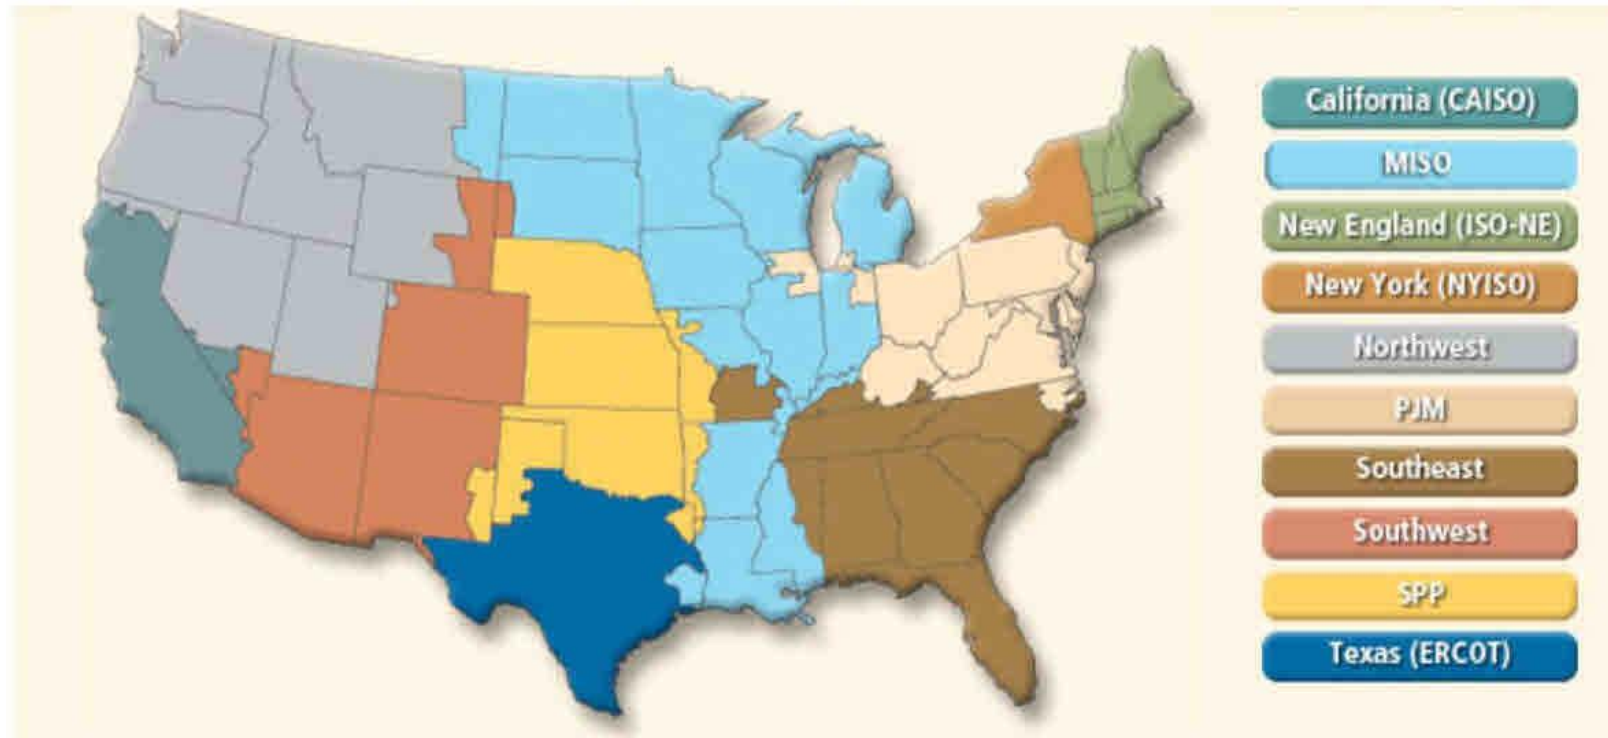 California (CAISO)
MISO
New England (ISO-NE)
New York (NYISO)
Northwest
PJM
Southeast
Southwest
SPP
Texas (ERCOT)